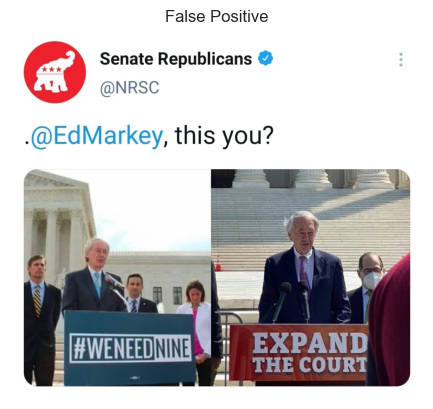 False Positive
Senate Republicans
@NRSC
.@EdMarkey, this you?
#WENEEDNINE
EXPAND
THE COURT